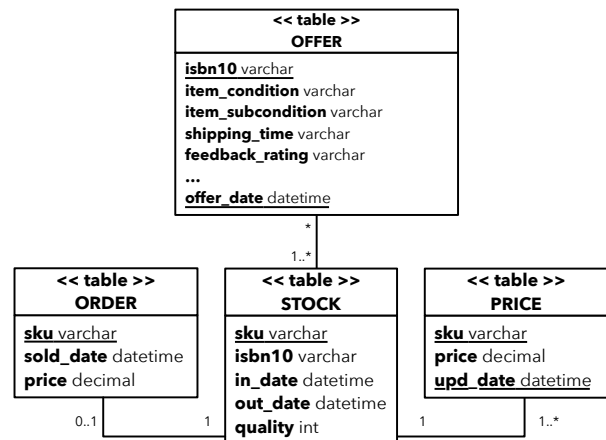 << table >>
OFFER
isbn10 varchar
item_condition varchar
item_subcondition varchar
shipping_time varchar
feedback_rating varchar
...
offer_date datetime
*
1..*
<< table >>
ORDER
sku varchar
sold_date datetime
price decimal
<< table >>
STOCK
sku varchar
isbn10 varchar
in_date datetime
out_date datetime
quality int
<< table >>
PRICE
sku varchar
price decimal
upd_date datetime
0..1
1
1
1..*